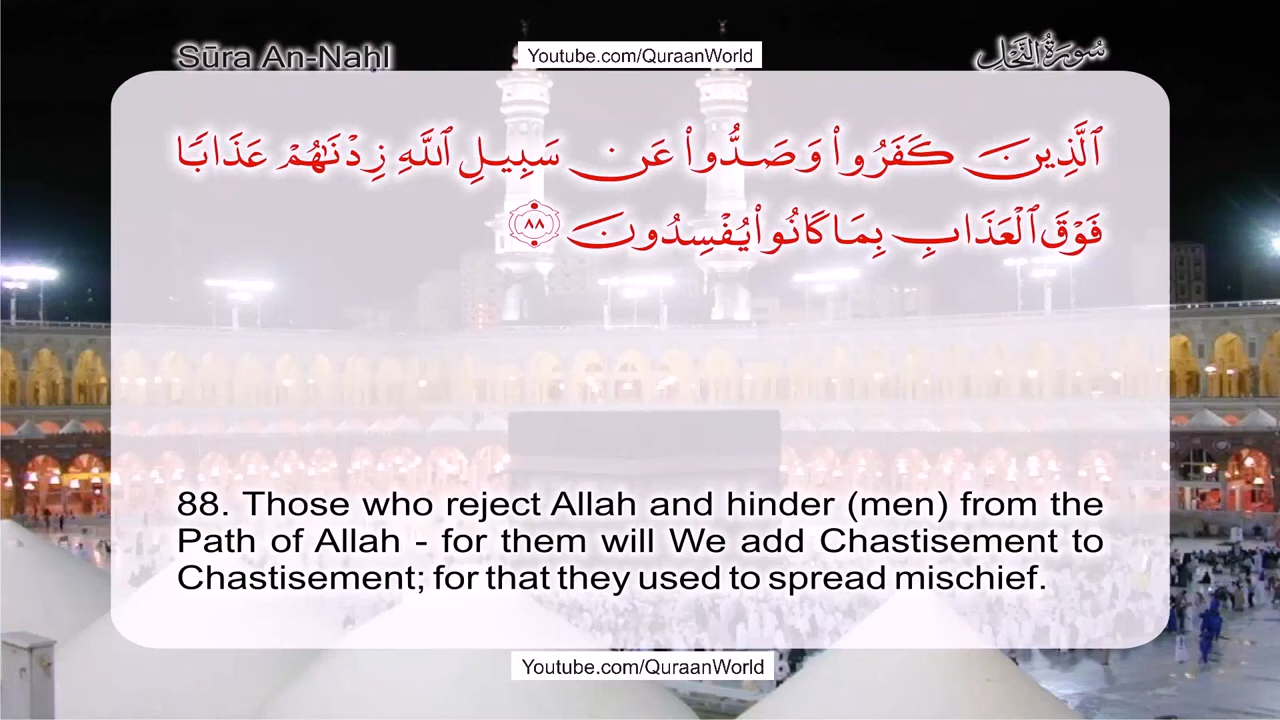 Sūra An-Naḥl
Youtube.com/QuraanWorld
سُورَةُ النَّحۡلِ
ٱلَّذِينَ كَفَرُواْ وَصَدُّواْ عَن سَبِيلِ ٱللَّهِ زِدۡنَٰهُمۡ عَذَابٗا
فَوۡقَ ٱلۡعَذَابِ بِمَا كَانُواْ يُفۡسِدُونَ ٨٨
88. Those who reject Allah and hinder (men) from the
Path of Allah - for them will We add Chastisement to
Chastisement; for that they used to spread mischief.
Youtube.com/QuraanWorld